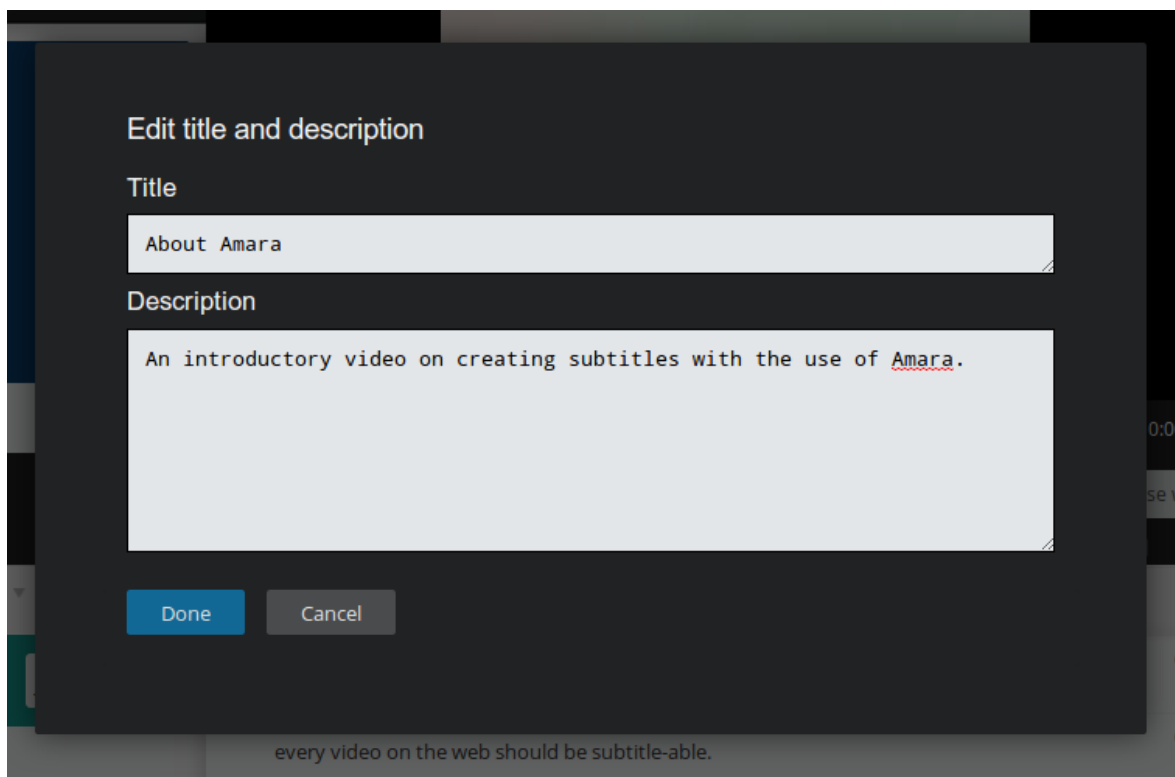 Edit title and description
Title
About Amara
Description
An introductory video on creating subtitles with the use of Amara.
Done
Cancel
every video on the web should be subtitle-able.